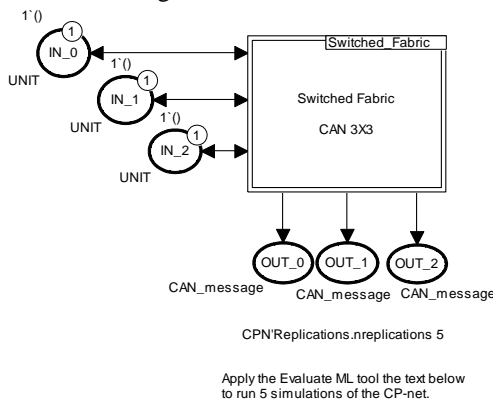 1`()
1
Switched_Fabric
IN_0
1`()
1
UNIT
Switched Fabric
IN_1
1`()
CAN 3X3
UNIT
1
IN_2
UNIT
OUT_0
OUT_1
OUT_2
CAN_message
CAN_message
CAN_message
CPN'Replications.nreplications 5
Apply the Evaluate ML tool the text below
to run 5 simulations of the CP-net.